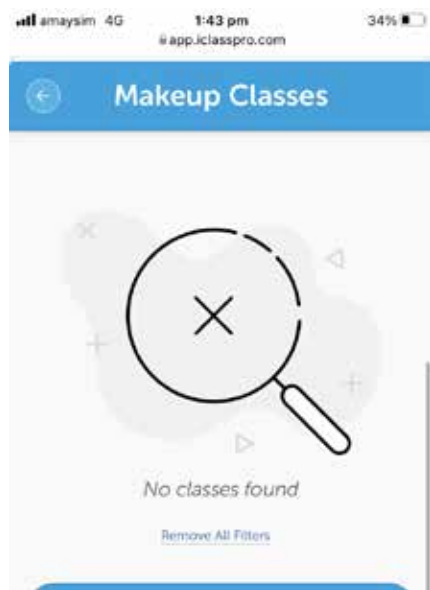 amaysim 4G 1:43 pm 34%
app.iclasspro.com
Makeup Classes
No classes found
Remove All Filters